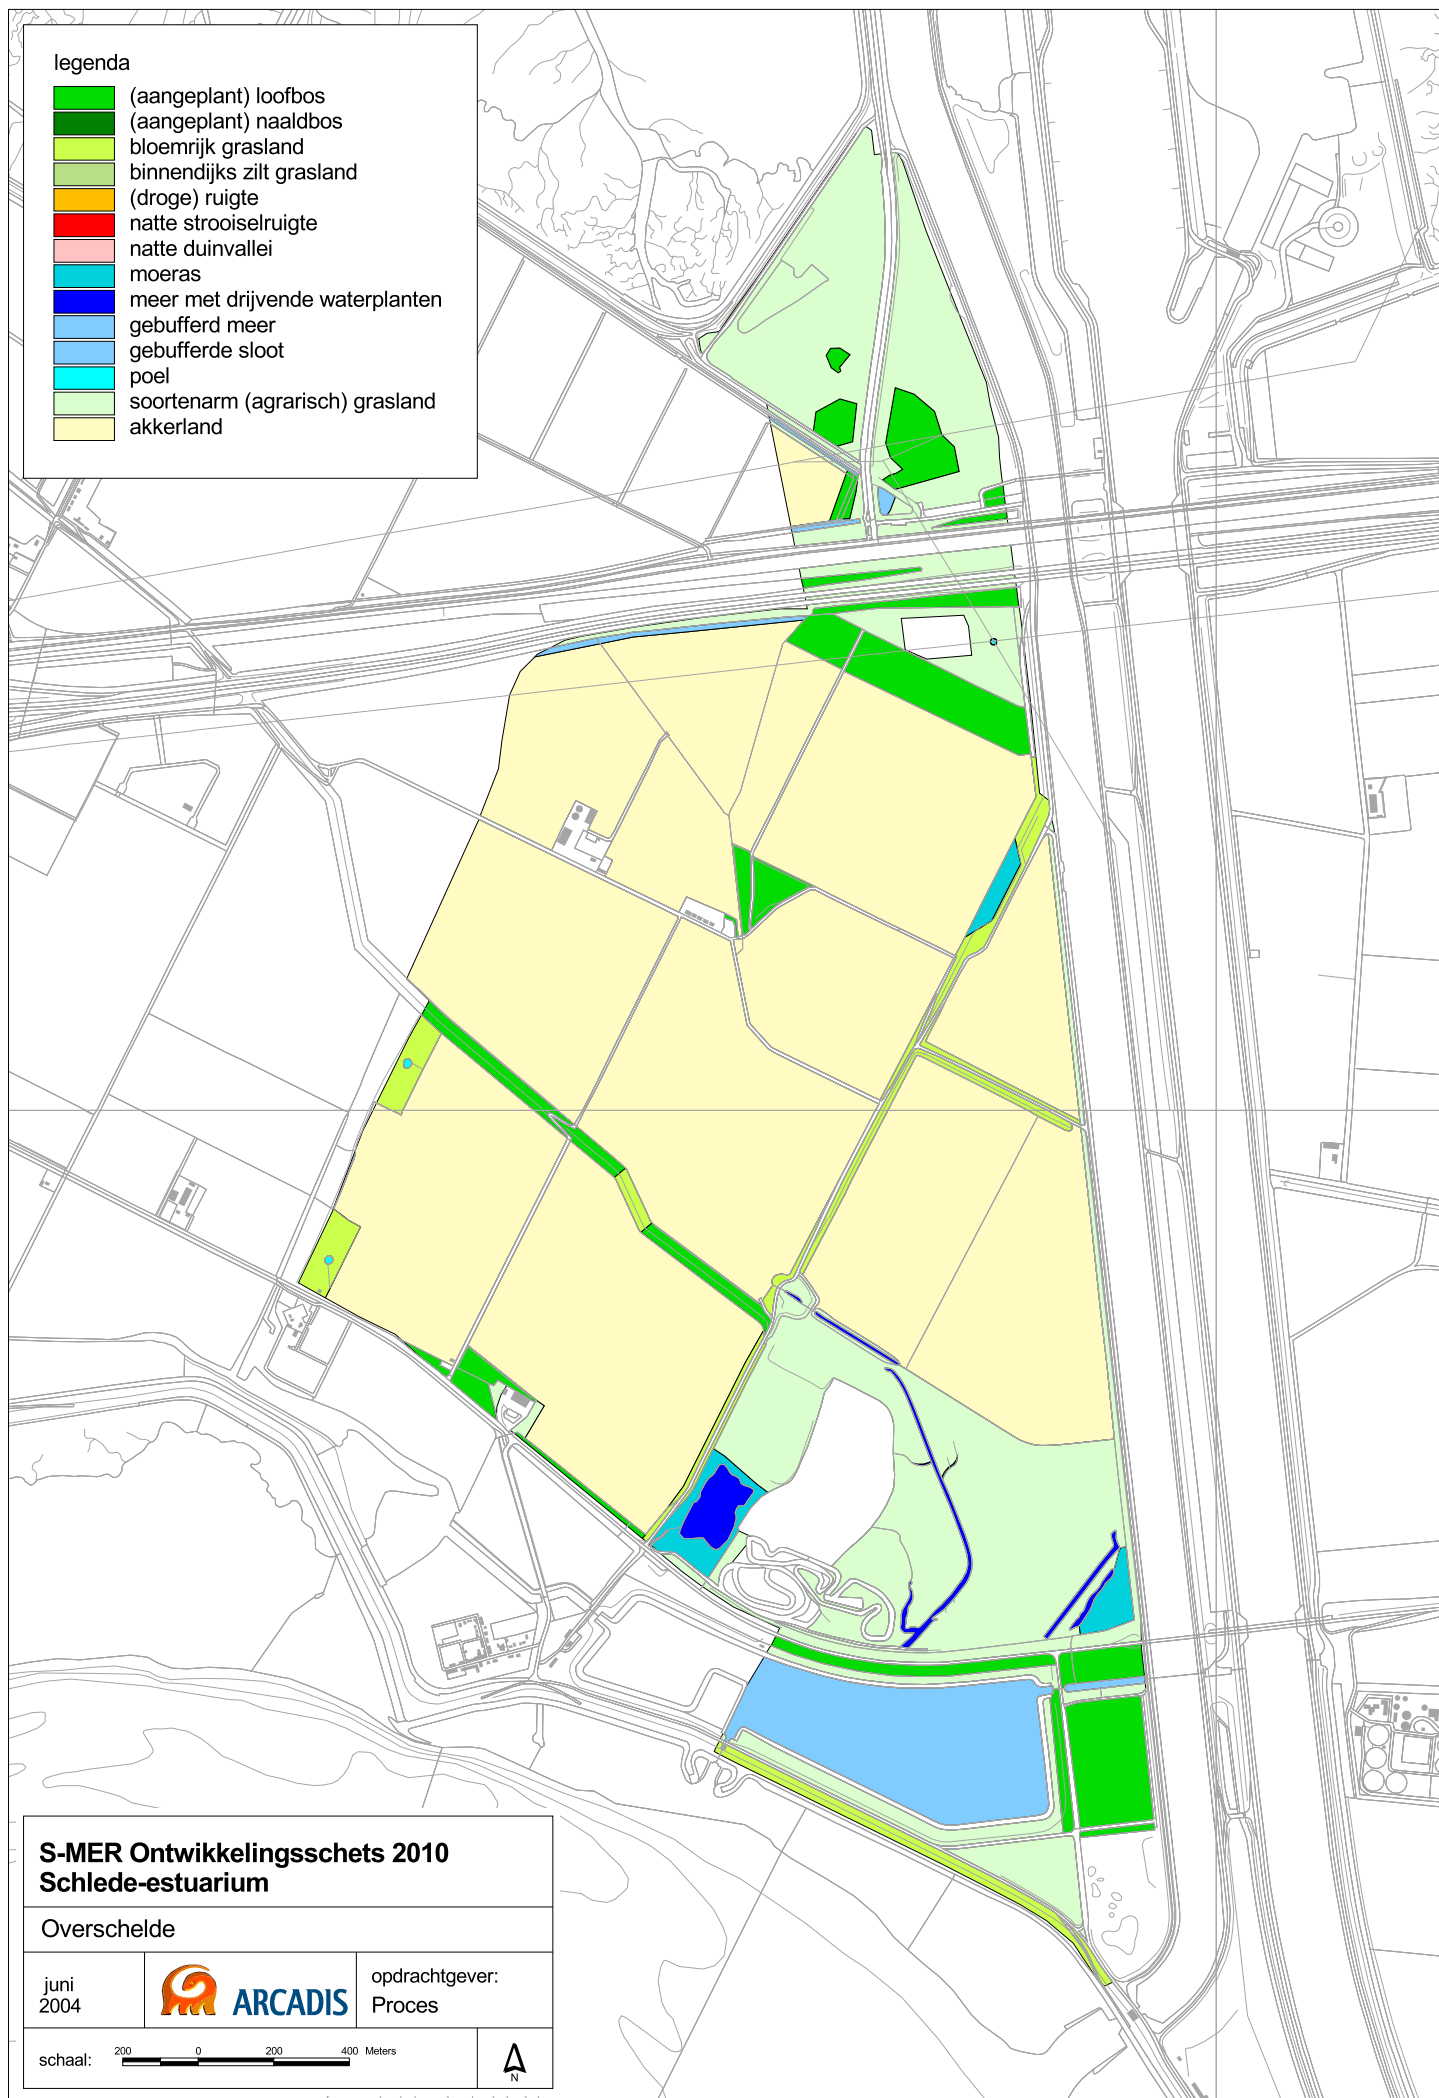 legenda
(aangeplant) loofbos
(aangeplant) naaldbos
bloemrijk grasland
binnendijks zilt grasland
(droge) ruigte
natte strooiselruigte
natte duinvallei
moeras
meer met drijvende waterplanten
gebufferd meer
gebufferde sloot
poel
soortenarm (agrarisch) grasland
akkerland
S-MER Ontwikkelingsschets 2010
Schlede-estuarium
Overschelde
juni
2004
ARCADIS
opdrachtgever:
Proces
schaal:
200 0 200 400 Meters
N